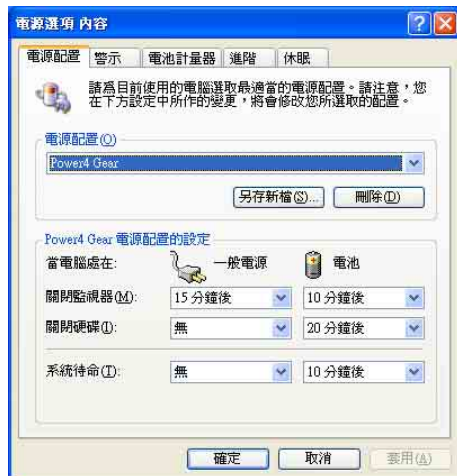 電源選項 內容
電源配置 警示 電池計量器 進階 休眠
請為目前使用的電腦選取最適當的電源配置。請注意，您
在下方設定中所作的變更，將會修改您所選取的配置。
電源配置(O)
Power4 Gear
另存新檔(S)... 刪除(D)
Power4 Gear 電源配置的設定
當電腦處在: 一般電源 電池
關閉監視器(M): 15 分鐘後 10 分鐘後
關閉硬碟(I): 無 20 分鐘後
系統待命(T): 無 10 分鐘後
確定 取消 套用(A)